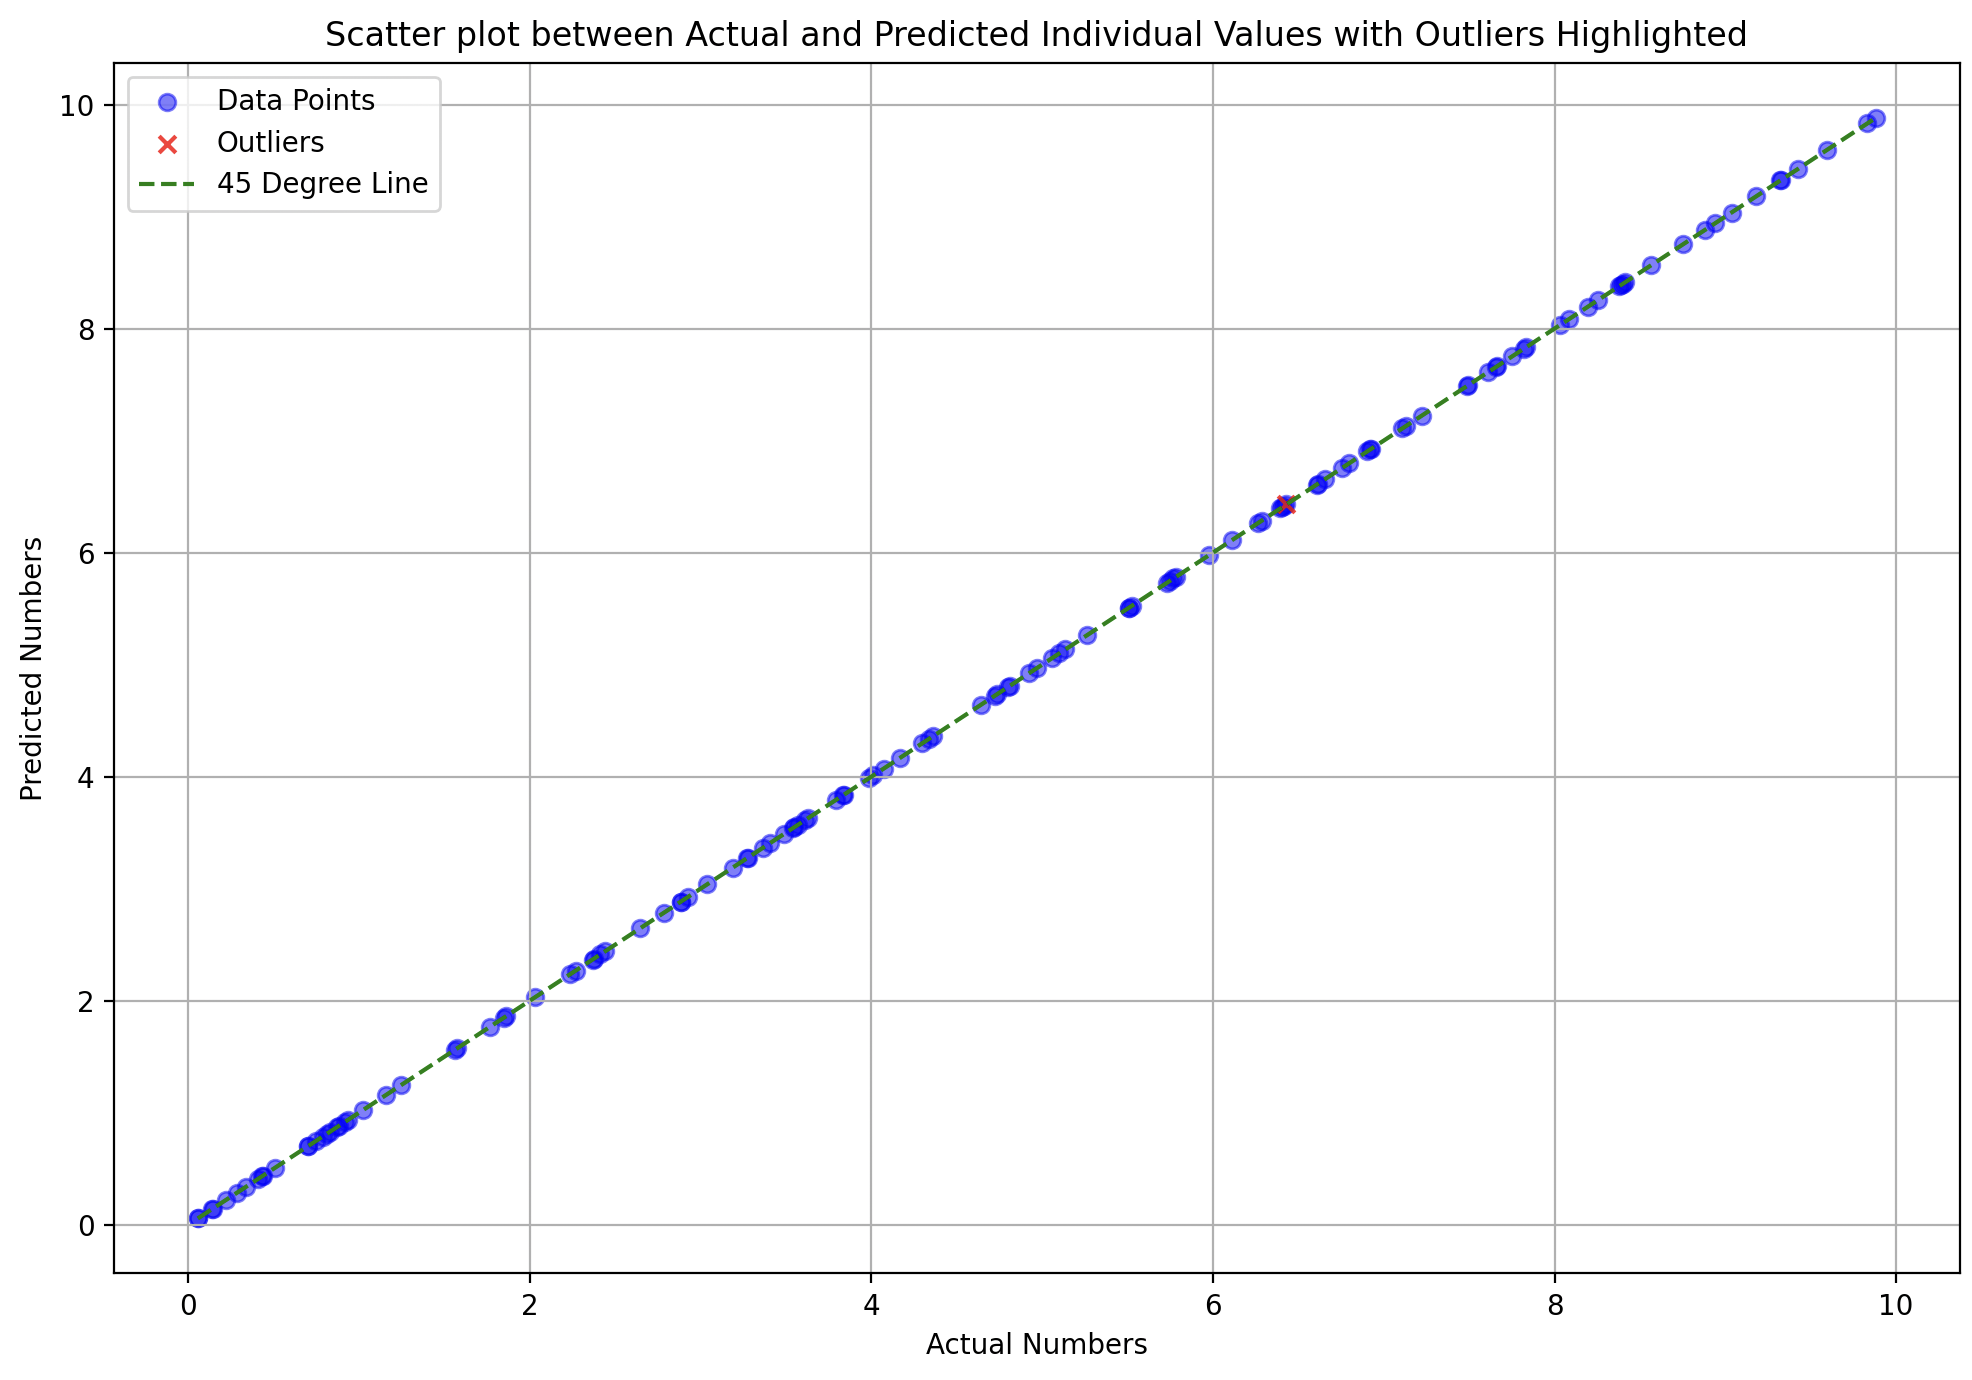 Scatter plot between Actual and Predicted Individual Values with Outliers Highlighted
Data Points
Outliers
45 Degree Line
10
8
6
4
2
0
Predicted Numbers
0 2 4 6 8 10
Actual Numbers